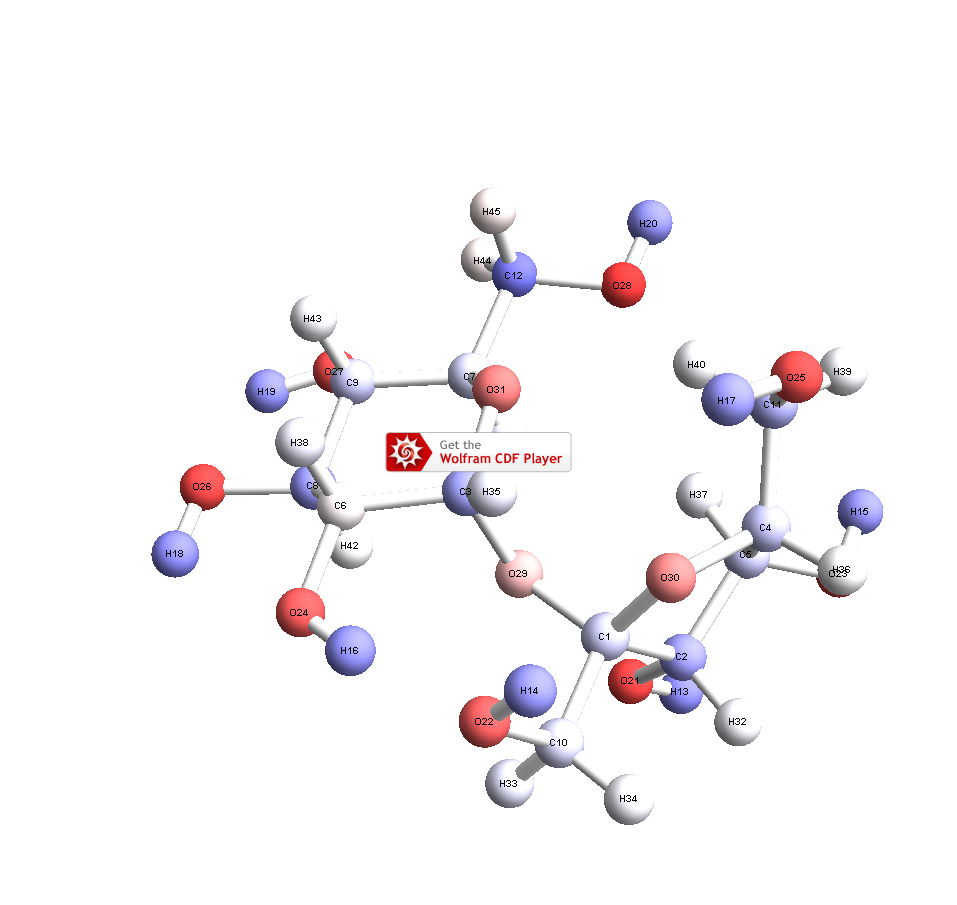 H45
H20
H44
C12
O28
H43
O27
H40
O25
H39
H19
C9
C7
O31
H17
C11
H38
Get the
Wolfram CDF Player
O26
C8
C6
C3
H35
H37
H15
C4
H42
C5
H18
O29
O30
H36
O23
O24
H16
C1
C2
O21
H14
H13
O22
H32
C10
H33
H34